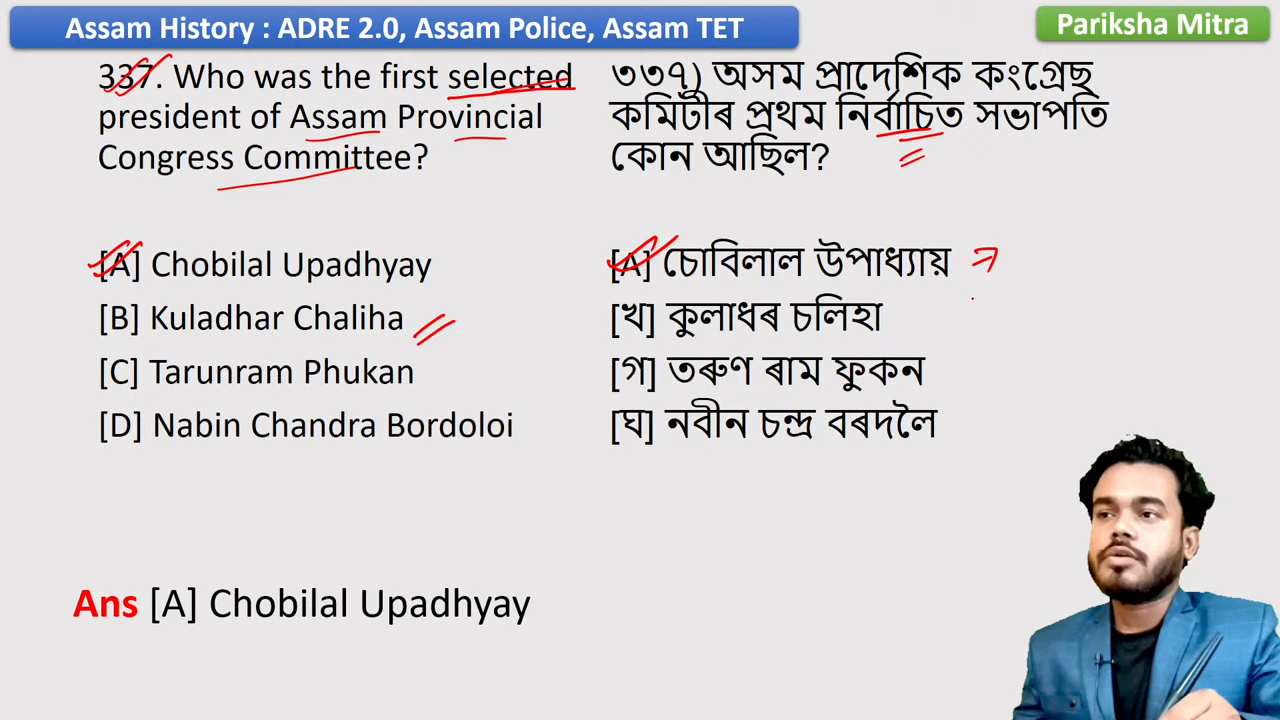 Assam History : ADRE 2.0, Assam Police, Assam TET
Pariksha Mitra
337. Who was the first selected
president of Assam Provincial
Congress Committee?
[A] Chobilal Upadhyay
[B] Kuladhar Chaliha
[C] Tarunram Phukan
[D] Nabin Chandra Bordoloi
৩৩৭) অসম প্ৰাদেশিক কংগ্ৰেছ
কমিটীৰ প্ৰথম নিৰ্বাচিত সভাপতি
কোন আছিল?
[A] চোবিলাল উপাধ্যায়
[খ] কুলাধৰ চলিহা
[গ] তৰুণ ৰাম ফুকন
[ঘ] নবীন চন্দ্ৰ বৰদলৈ
Ans [A] Chobilal Upadhyay